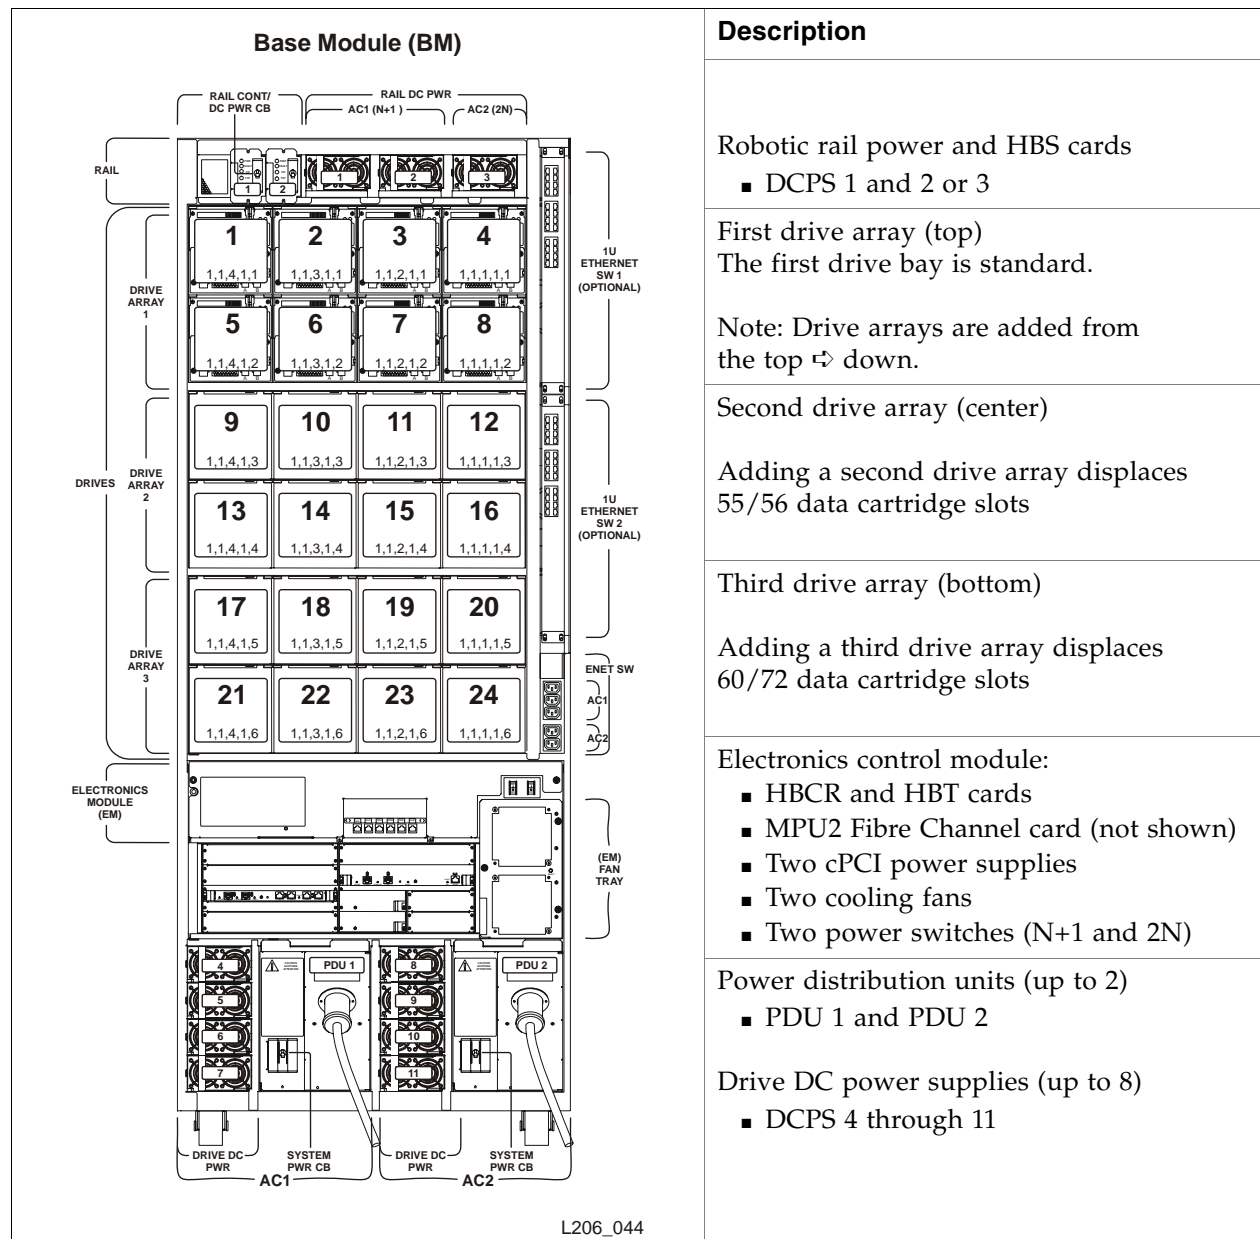 Base Module (BM)
RAIL CONT/
DC PWR CB
RAIL DC PWR
AC1 (N+1 )
AC2 (2N)
RAIL
1
2
1
2
3
DRIVES
DRIVE
ARRAY
1
1
2
3
4
1,1,4,1,1
1,1,3,1,1
1,1,2,1,1
1,1,1,1,1
A B
A B
A B
A B
5
6
7
8
1,1,4,1,2
1,1,3,1,2
1,1,2,1,2
1,1,1,1,2
A B
A B
A B
A B
1U
ETHERNET
SW 1
(OPTIONAL)
DRIVE
ARRAY
2
9
10
11
12
1,1,4,1,3
1,1,3,1,3
1,1,2,1,3
1,1,1,1,3
13
14
15
16
1,1,4,1,4
1,1,3,1,4
1,1,2,1,4
1,1,1,1,4
1U
ETHERNET
SW 2
(OPTIONAL)
DRIVE
ARRAY
3
17
18
19
20
1,1,4,1,5
1,1,3,1,5
1,1,2,1,5
1,1,1,1,5
21
22
23
24
1,1,4,1,6
1,1,3,1,6
1,1,2,1,6
1,1,1,1,6
ENET SW
AC1
AC2
ELECTRONICS
MODULE
(EM)
(EM)
FAN
TRAY
4
5
6
7
PDU 1
8
9
10
11
PDU 2
DRIVE DC
PWR
SYSTEM
PWR CB
DRIVE DC
PWR
SYSTEM
PWR CB
AC1
AC2
L206_044
Description
Robotic rail power and HBS cards
■ DCPS 1 and 2 or 3
First drive array (top)
The first drive bay is standard.
Note: Drive arrays are added from
the top ➪ down.
Second drive array (center)
Adding a second drive array displaces
55/56 data cartridge slots
Third drive array (bottom)
Adding a third drive array displaces
60/72 data cartridge slots
Electronics control module:
■ HBCR and HBT cards
■ MPU2 Fibre Channel card (not shown)
■ Two cPCI power supplies
■ Two cooling fans
■ Two power switches (N+1 and 2N)
Power distribution units (up to 2)
■ PDU 1 and PDU 2
Drive DC power supplies (up to 8)
■ DCPS 4 through 11